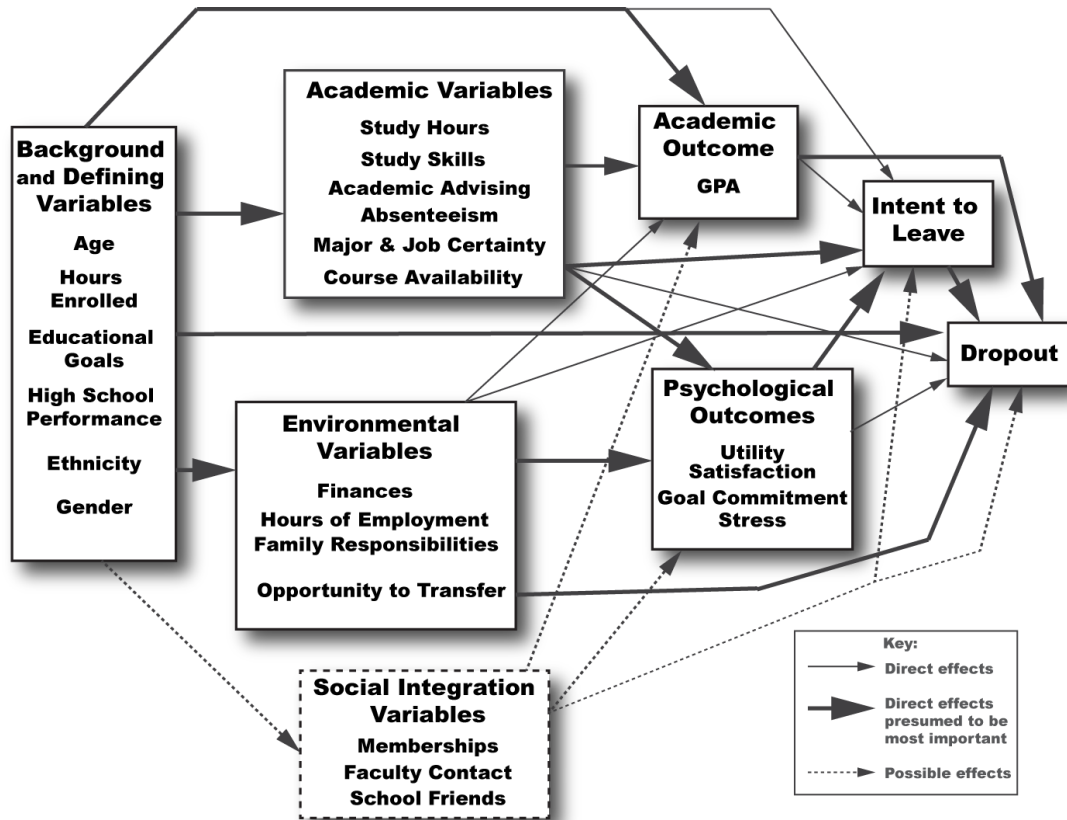 Background
and Defining
Variables
Age
Hours
Enrolled
Educational
Goals
High School
Performance
Ethnicity
Gender
Academic Variables
Study Hours
Study Skills
Academic Advising
Absenteeism
Major & Job Certainty
Course Availability
Environmental
Variables
Finances
Hours of Employment
Family Responsibilities
Opportunity to Transfer
Social Integration
Variables
Memberships
Faculty Contact
School Friends
Academic
Outcome
GPA
Psychological
Outcomes
Utility
Satisfaction
Goal Commitment
Stress
Intent to
Leave
Dropout
Key:
Direct effects
Direct effects
presumed to be
most important
Possible effects